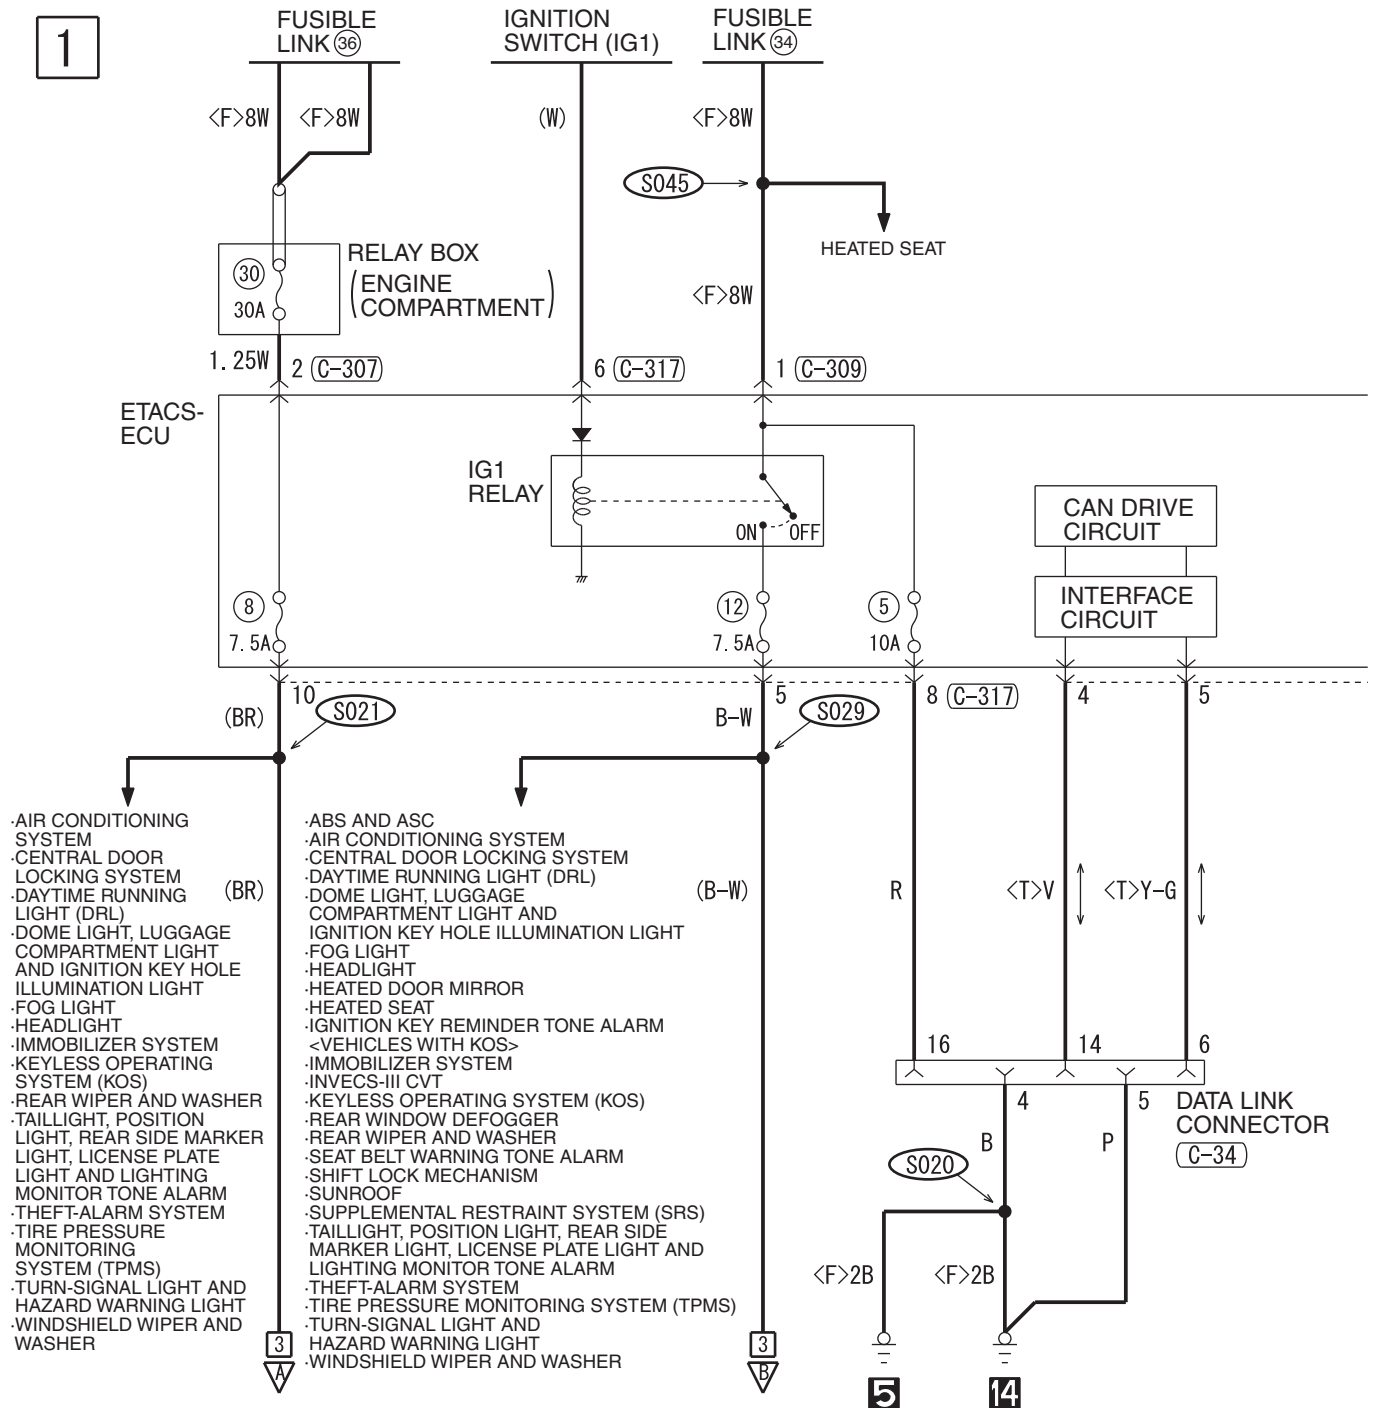 1
FUSIBLE
LINK 36
IGNITION
SWITCH (IG1)
FUSIBLE
LINK 34
<F>8W
<F>8W
(W)
<F>8W
S045
HEATED SEAT
RELAY BOX
(ENGINE
COMPARTMENT)
30
30A
<F>8W
1.25W
2 (C-307)
6 (C-317)
1 (C-309)
ETACS-
ECU
IG1
RELAY
ON
OFF
CAN DRIVE
CIRCUIT
INTERFACE
CIRCUIT
8
7.5A
12
7.5A
5
10A
10
5
8 (C-317)
4
5
(BR)
S021
B-W
S029
·AIR CONDITIONING
SYSTEM
·CENTRAL DOOR
LOCKING SYSTEM
·DAYTIME RUNNING
LIGHT (DRL)
·DOME LIGHT, LUGGAGE
COMPARTMENT LIGHT
AND IGNITION KEY HOLE
ILLUMINATION LIGHT
·FOG LIGHT
·HEADLIGHT
·IMMOBILIZER SYSTEM
·KEYLESS OPERATING
SYSTEM (KOS)
·REAR WIPER AND WASHER
·TAILLIGHT, POSITION
LIGHT, REAR SIDE MARKER
LIGHT, LICENSE PLATE
LIGHT AND LIGHTING
MONITOR TONE ALARM
·THEFT-ALARM SYSTEM
·TIRE PRESSURE
MONITORING
SYSTEM (TPMS)
·TURN-SIGNAL LIGHT AND
HAZARD WARNING LIGHT
·WINDSHIELD WIPER AND
WASHER
(BR)
3
A
·ABS AND ASC
·AIR CONDITIONING SYSTEM
·CENTRAL DOOR LOCKING SYSTEM
·DAYTIME RUNNING LIGHT (DRL)
·DOME LIGHT, LUGGAGE
COMPARTMENT LIGHT AND
IGNITION KEY HOLE ILLUMINATION LIGHT
·FOG LIGHT
·HEADLIGHT
·HEATED DOOR MIRROR
·HEATED SEAT
·IGNITION KEY REMINDER TONE ALARM
<VEHICLES WITH KOS>
·IMMOBILIZER SYSTEM
·INVECS-III CVT
·KEYLESS OPERATING SYSTEM (KOS)
·REAR WINDOW DEFOGGER
·REAR WIPER AND WASHER
·SEAT BELT WARNING TONE ALARM
·SHIFT LOCK MECHANISM
·SUNROOF
·SUPPLEMENTAL RESTRAINT SYSTEM (SRS)
·TAILLIGHT, POSITION LIGHT, REAR SIDE
MARKER LIGHT, LICENSE PLATE LIGHT AND
LIGHTING MONITOR TONE ALARM
·THEFT-ALARM SYSTEM
·TIRE PRESSURE MONITORING SYSTEM (TPMS)
·TURN-SIGNAL LIGHT AND
HAZARD WARNING LIGHT
·WINDSHIELD WIPER AND WASHER
(B-W)
3
B
R
<T>V
<T>Y-G
16
14
6
4
5
DATA LINK
CONNECTOR
(C-34)
B
P
S020
<F>2B
<F>2B
5
14